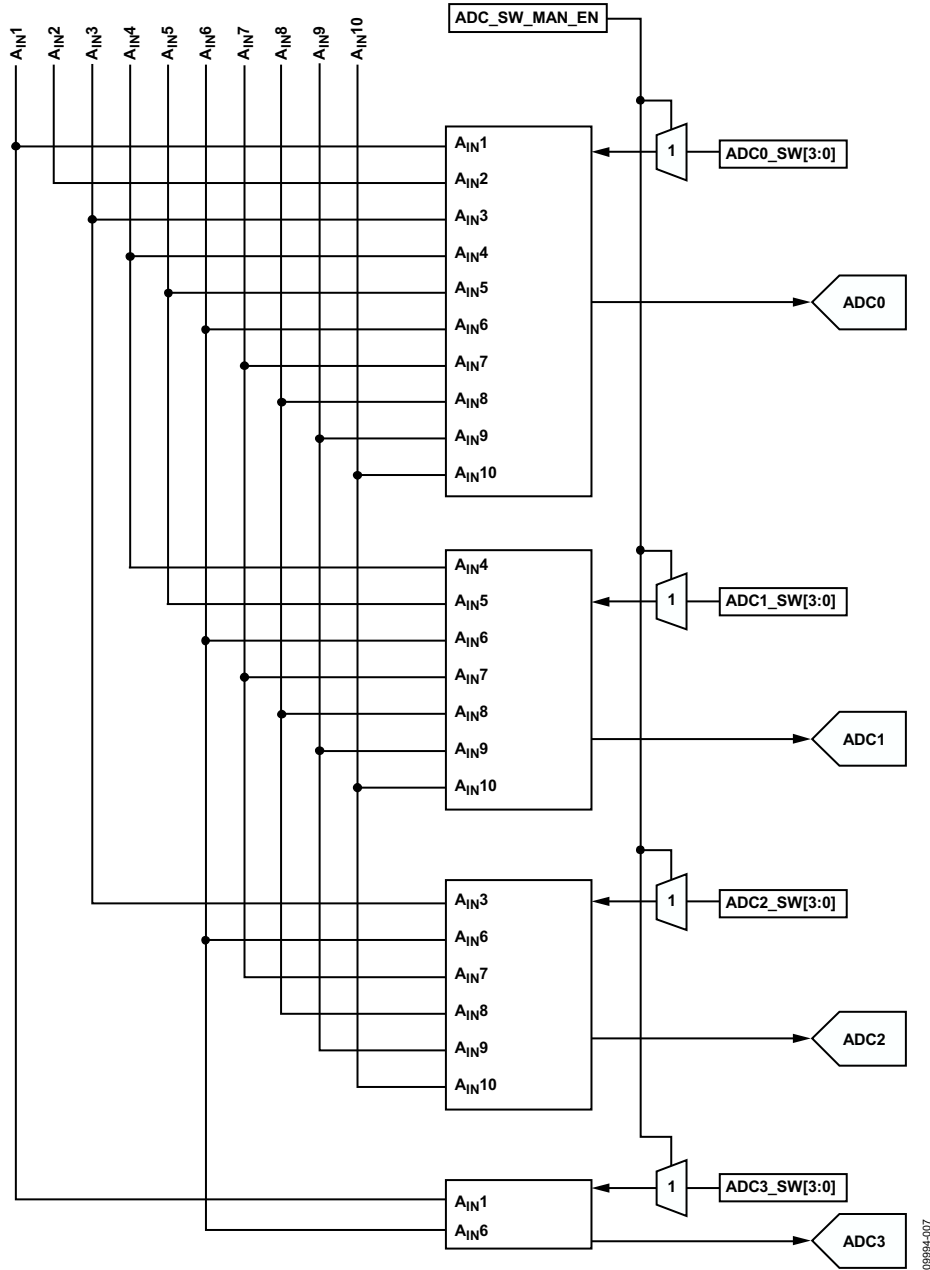 AIN1
AIN2
AIN3
AIN4
AIN5
AIN6
AIN7
AIN8
AIN9
AIN10
ADC_SW_MAN_EN
AIN1
AIN2
AIN3
AIN4
AIN5
AIN6
AIN7
AIN8
AIN9
AIN10
1
ADC0_SW[3:0]
ADC0
AIN4
AIN5
AIN6
AIN7
AIN8
AIN9
AIN10
1
ADC1_SW[3:0]
ADC1
AIN3
AIN6
AIN7
AIN8
AIN9
AIN10
1
ADC2_SW[3:0]
ADC2
AIN1
AIN6
1
ADC3_SW[3:0]
ADC3
09994-007